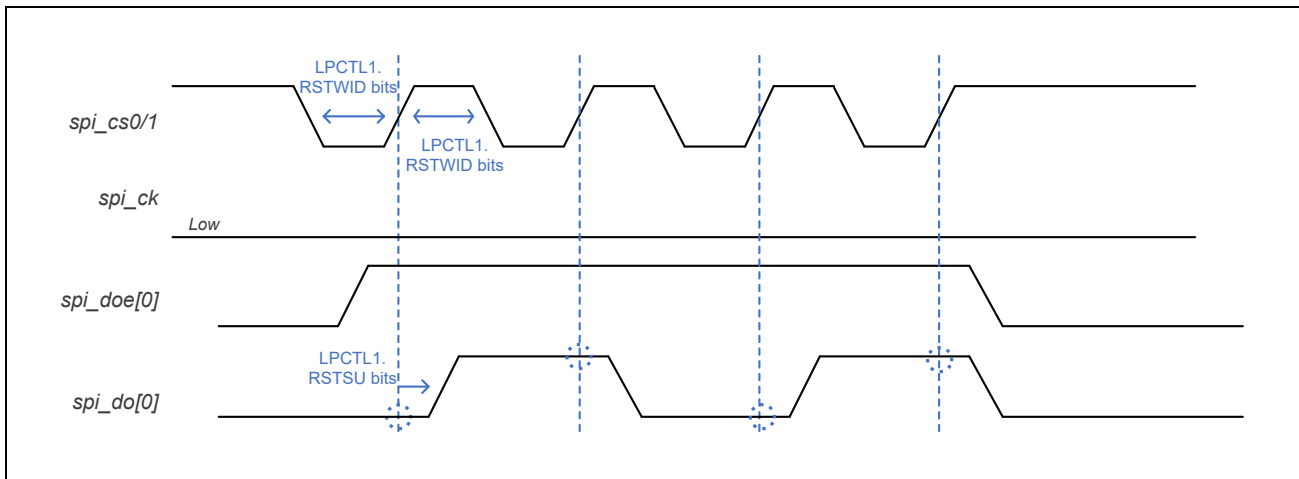 LPCTL1.
RSTWID bits
spi_cs0/1
LPCTL1.
RSTWID bits
spi_ck
Low
spi_doe[0]
LPCTL1.
RSTSU bits
spi_do[0]